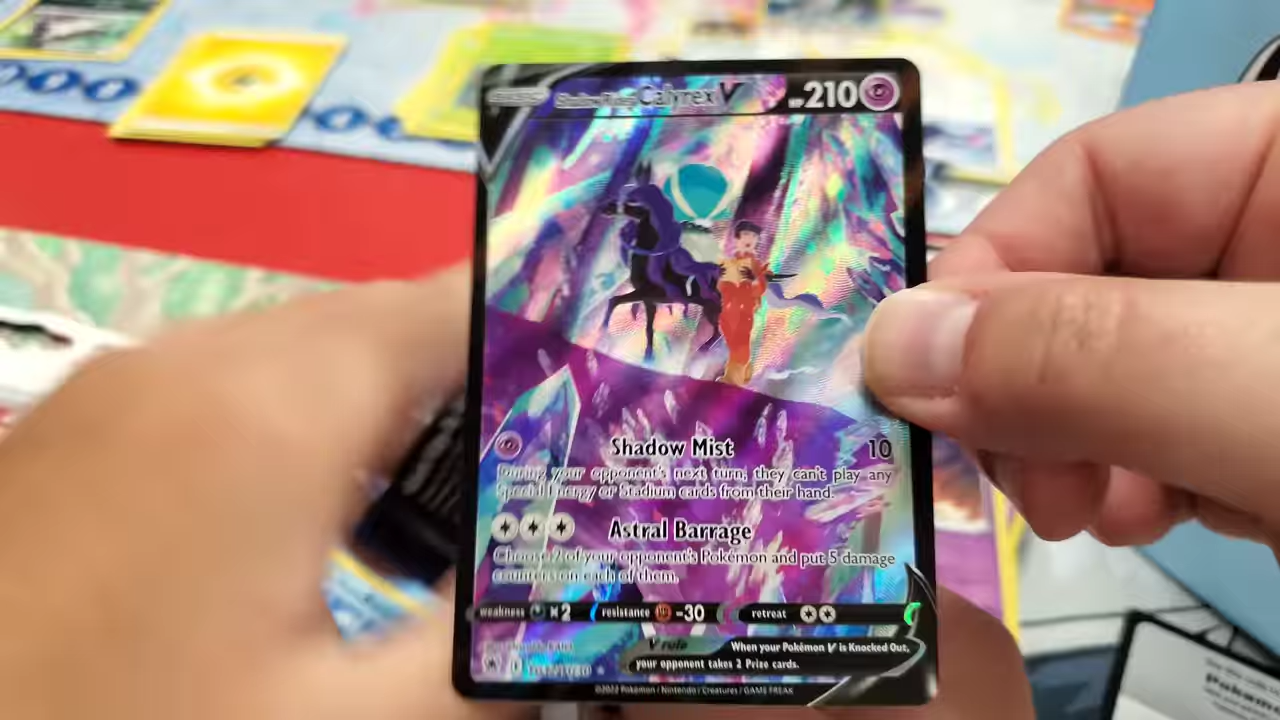 Calyrex V HP 210
Shadow Mist 10
During your opponent's next turn, they can't play any
Special Energy or Stadium cards from their hand.
Astral Barrage
Choose 2 of your opponent's Pokémon and put 5 damage
counters on each of them.
weakness ×2 resistance -30 retreat
V rule When your Pokémon V is Knocked Out,
your opponent takes 2 Prize cards.
©2022 Pokémon / Nintendo / Creatures / GAME FREAK